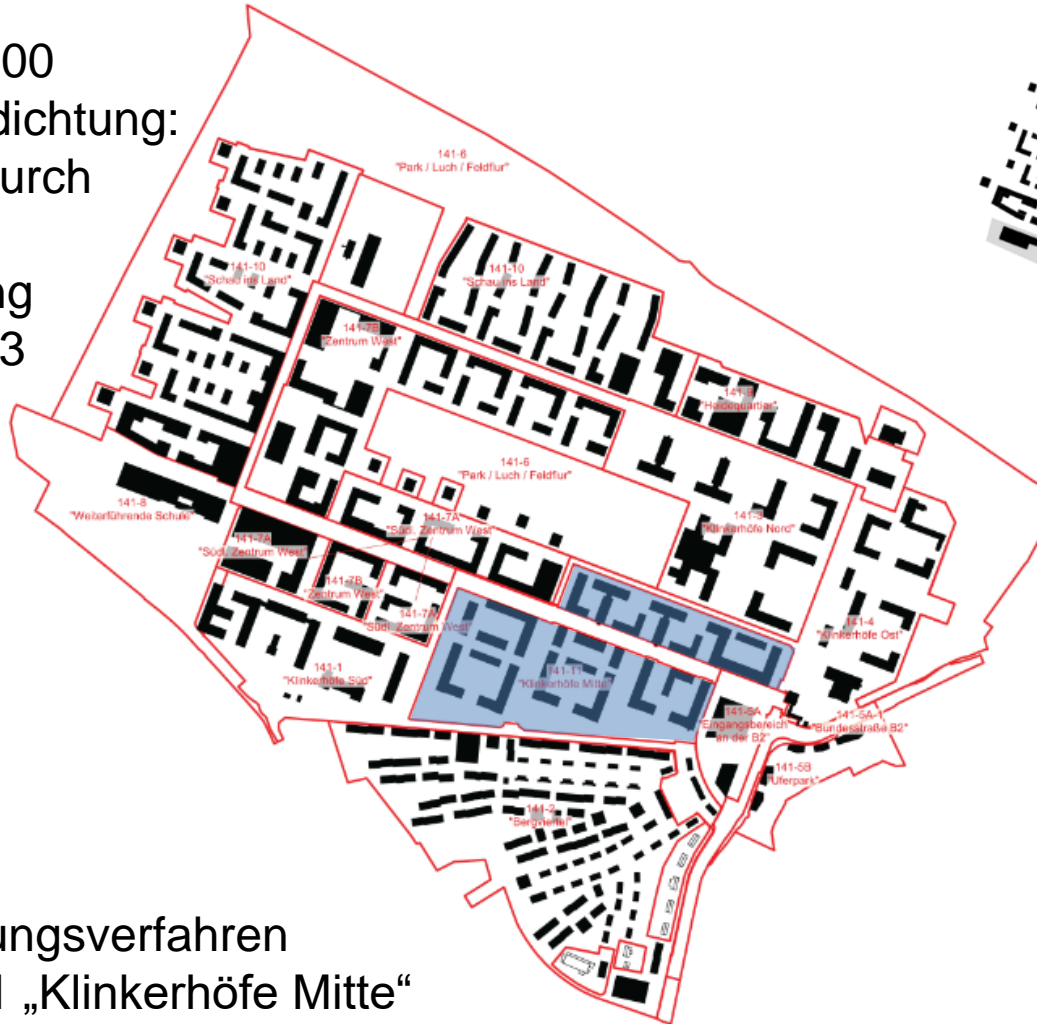 00
dichtung:
urch
ng
3
141-6
"Park / Luch / Feldflur"
141-10
"Schau ins Land"
141-10
"Schau ins Land"
141-7B
"Zentrum West"
141-9
"Heidequartier"
141-6
"Park / Luch / Feldflur"
141-8
"Weiterführende Schule"
141-7A
"Südl. Zentrum West"
141-7A
"Südl. Zentrum West"
141-3
"Klinkerhöfe Nord"
141-7B
"Zentrum West"
141-7A
"Südl. Zentrum West"
141-4
"Klinkerhöfe Ost"
141-1
"Klinkerhöfe Süd"
141-11
"Klinkerhöfe Mitte"
141-5A
"Eingangsbereich
an der B2"
141-5A-1
"Bundesstraße B2"
141-5B
"Uferpark"
141-2
"Bergviertel"
ungsverfahren
„Klinkerhöfe Mitte“